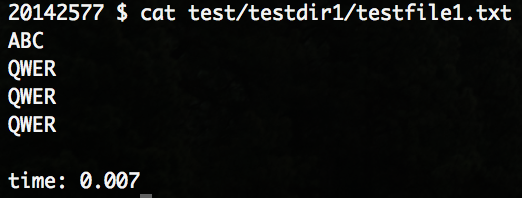 20142577 $ cat test/testdir1/testfile1.txt
ABC
QWER
QWER
QWER
time: 0.007